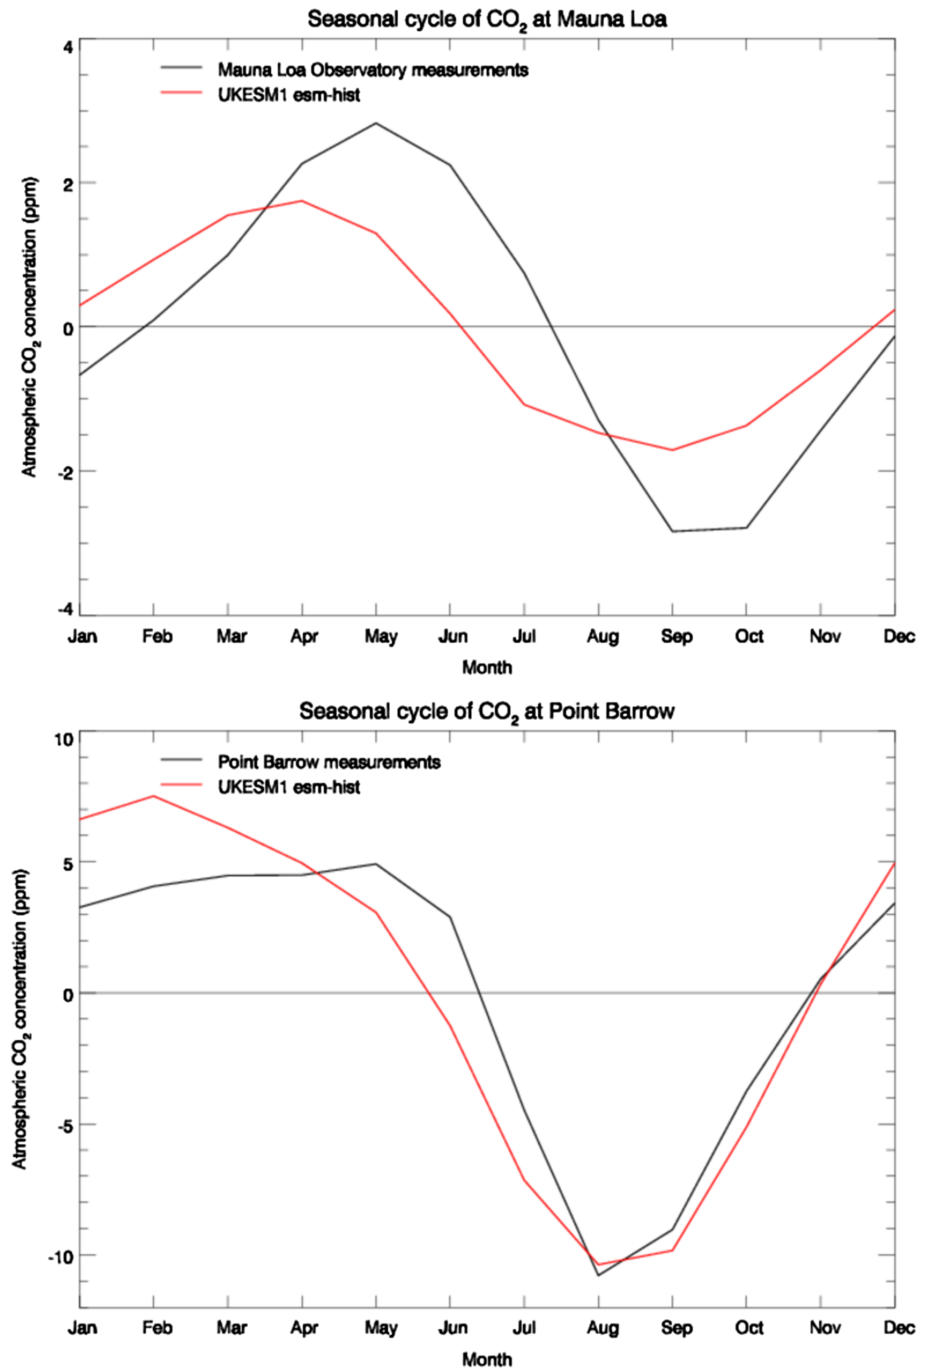 Seasonal cycle of CO₂ at Mauna Loa
Mauna Loa Observatory measurements
UKESM1 esm-hist
4
2
0
-2
-4
Atmospheric CO₂ concentration (ppm)
Jan Feb Mar Apr May Jun Jul Aug Sep Oct Nov Dec
Month
Seasonal cycle of CO₂ at Point Barrow
Point Barrow measurements
UKESM1 esm-hist
10
5
0
-5
-10
Atmospheric CO₂ concentration (ppm)
Jan Feb Mar Apr May Jun Jul Aug Sep Oct Nov Dec
Month